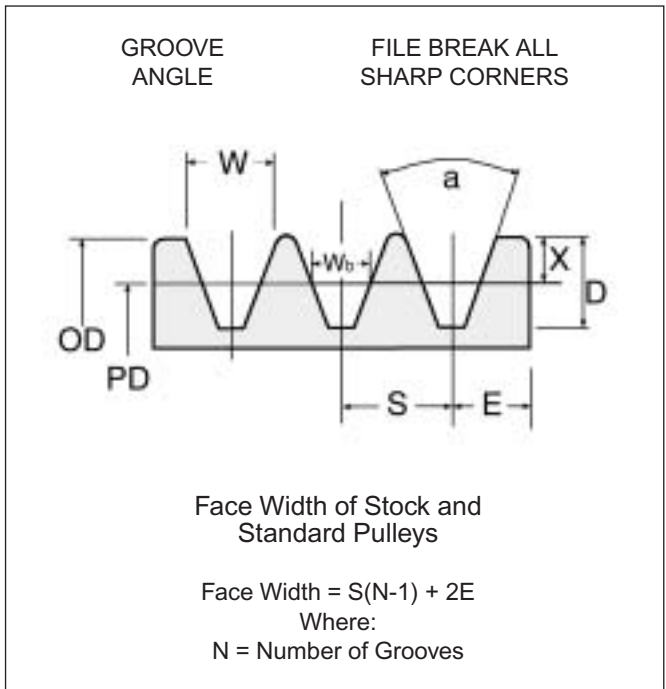 GROOVE
ANGLE
FILE BREAK ALL
SHARP CORNERS
W
a
Wb
X
D
OD
PD
S
E
Face Width of Stock and
Standard Pulleys
Face Width = S(N-1) + 2E
Where:
N = Number of Grooves